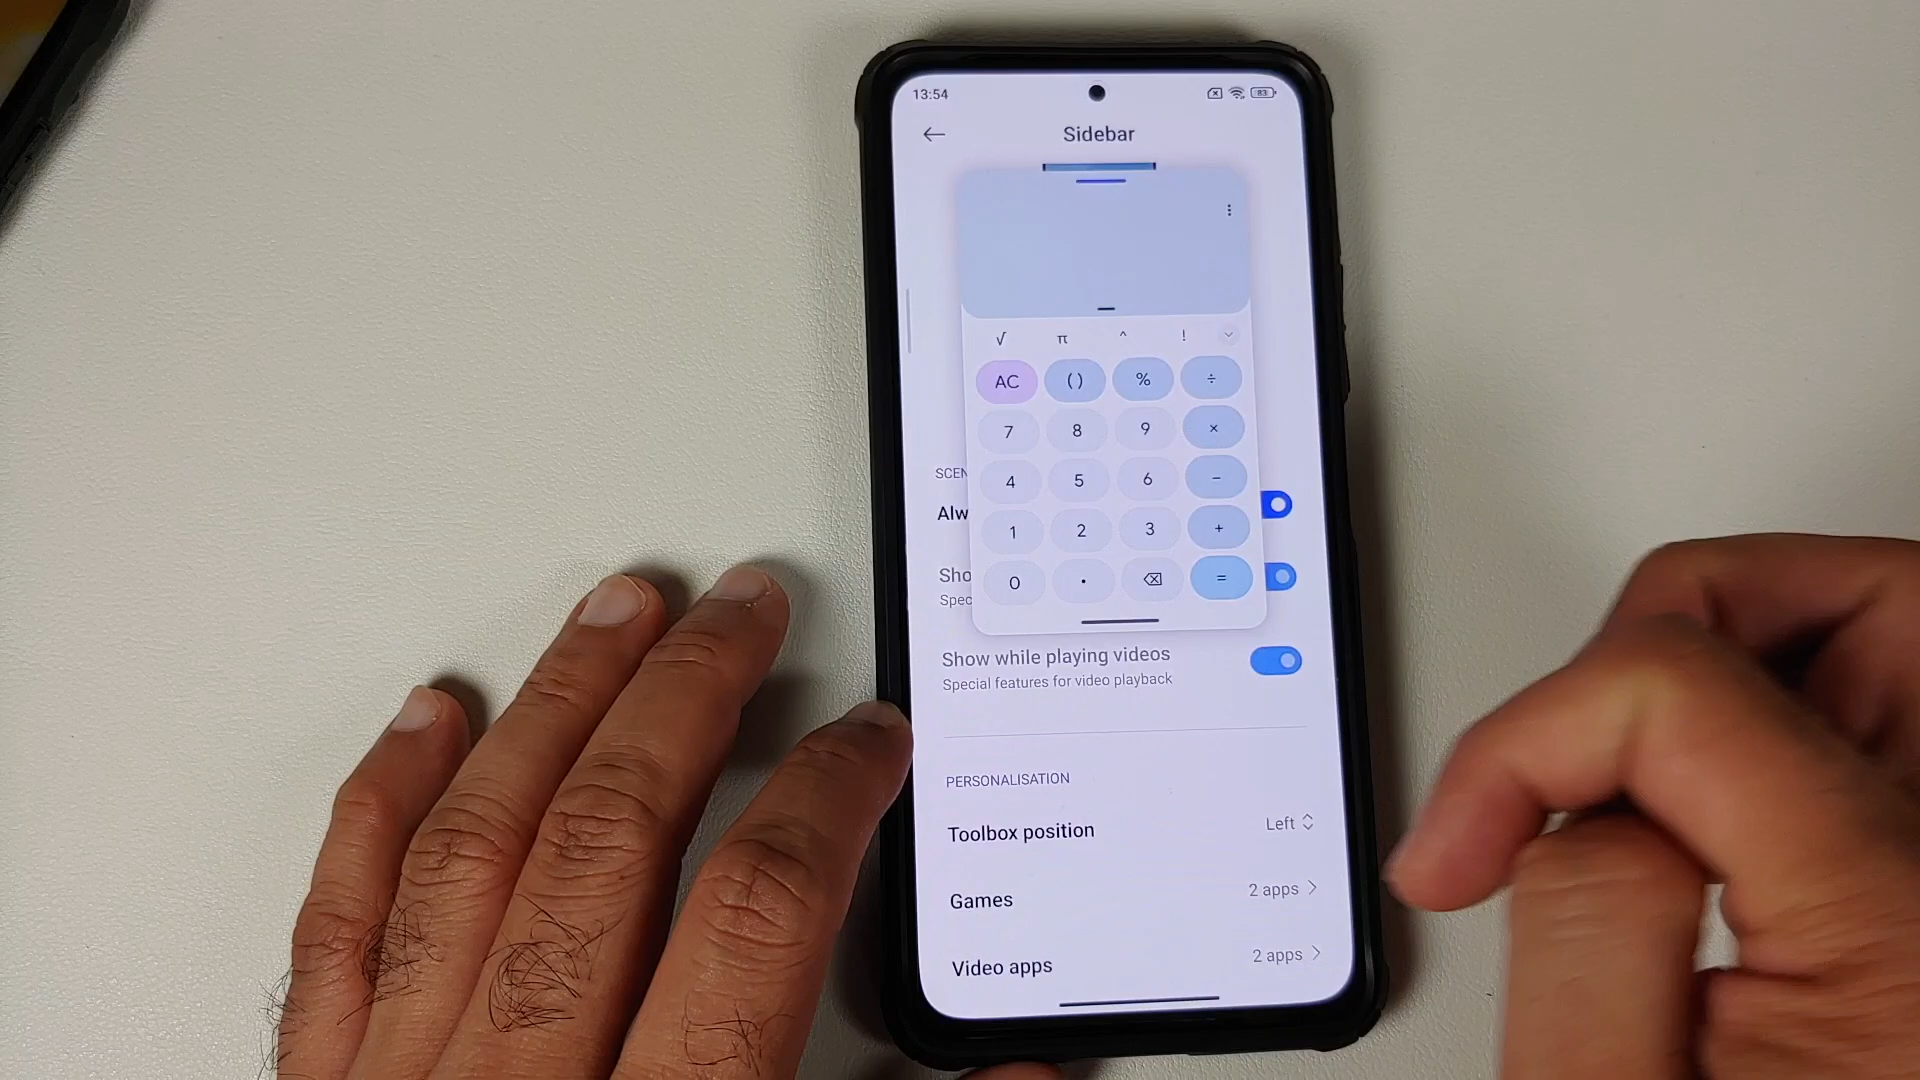 13:54
83
Sidebar
√ π ^ !
AC ( ) % ÷
7 8 9 ×
4 5 6 −
1 2 3 +
0 . =
SCEN
Alw
Sho
Spec
Show while playing videos
Special features for video playback
PERSONALISATION
Toolbox position Left
Games 2 apps
Video apps 2 apps